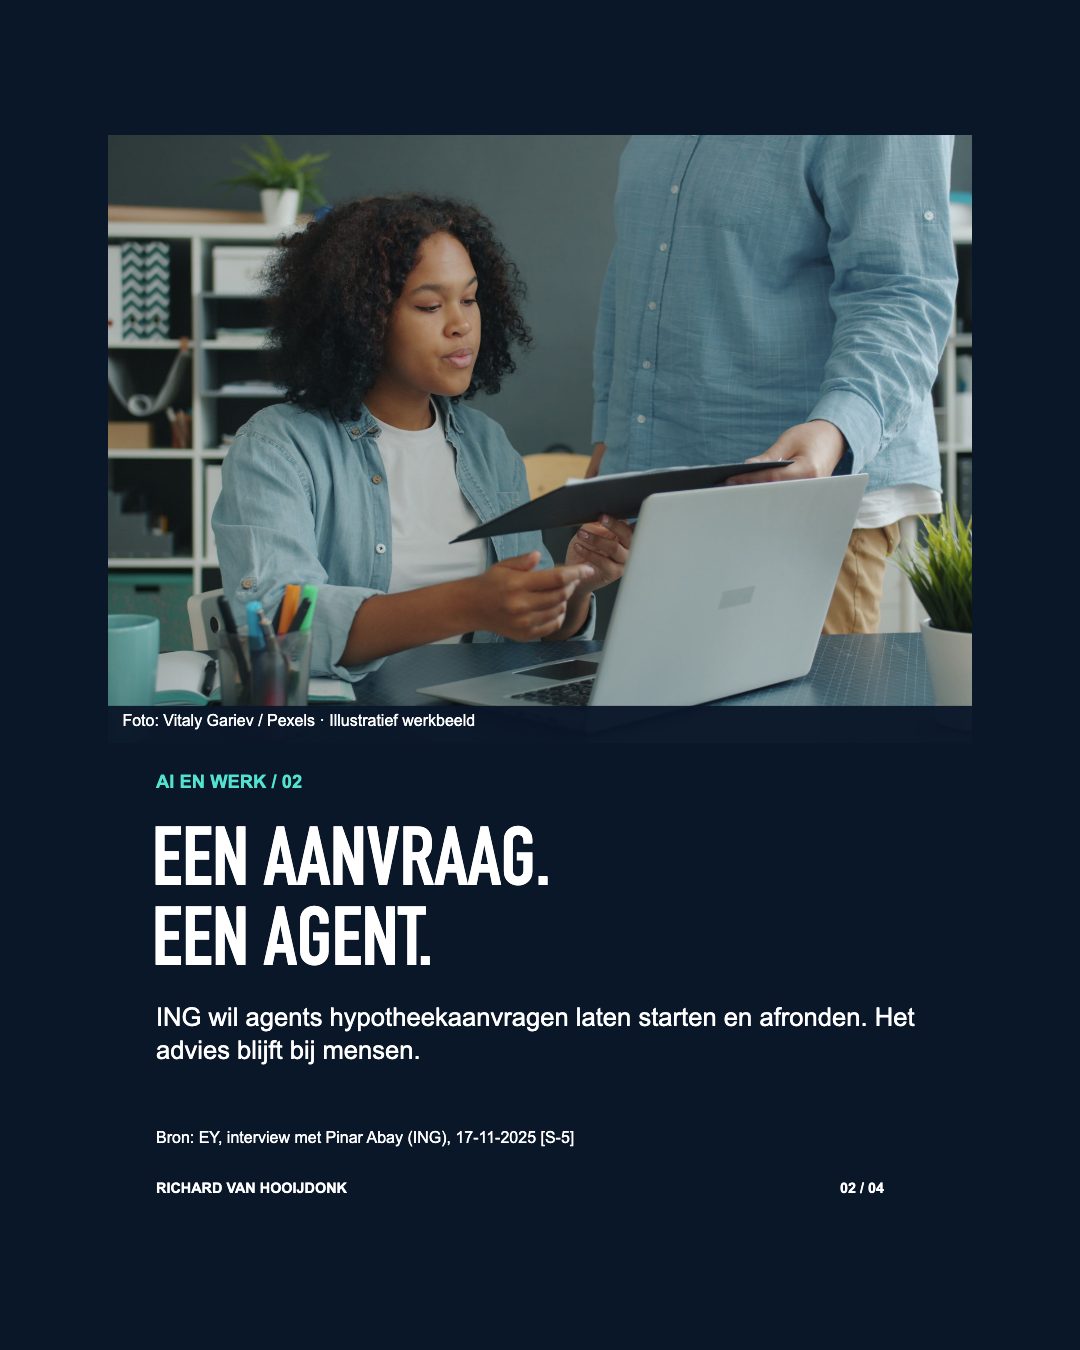 Foto: Vitaly Gariev / Pexels · Illustratief werkbeeld
AI EN WERK / 02
EEN AANVRAAG.
EEN AGENT.
ING wil agents hypotheekaanvragen laten starten en afronden. Het
advies blijft bij mensen.
Bron: EY, interview met Pinar Abay (ING), 17-11-2025 [S-5]
RICHARD VAN HOOIJDONK
02 / 04